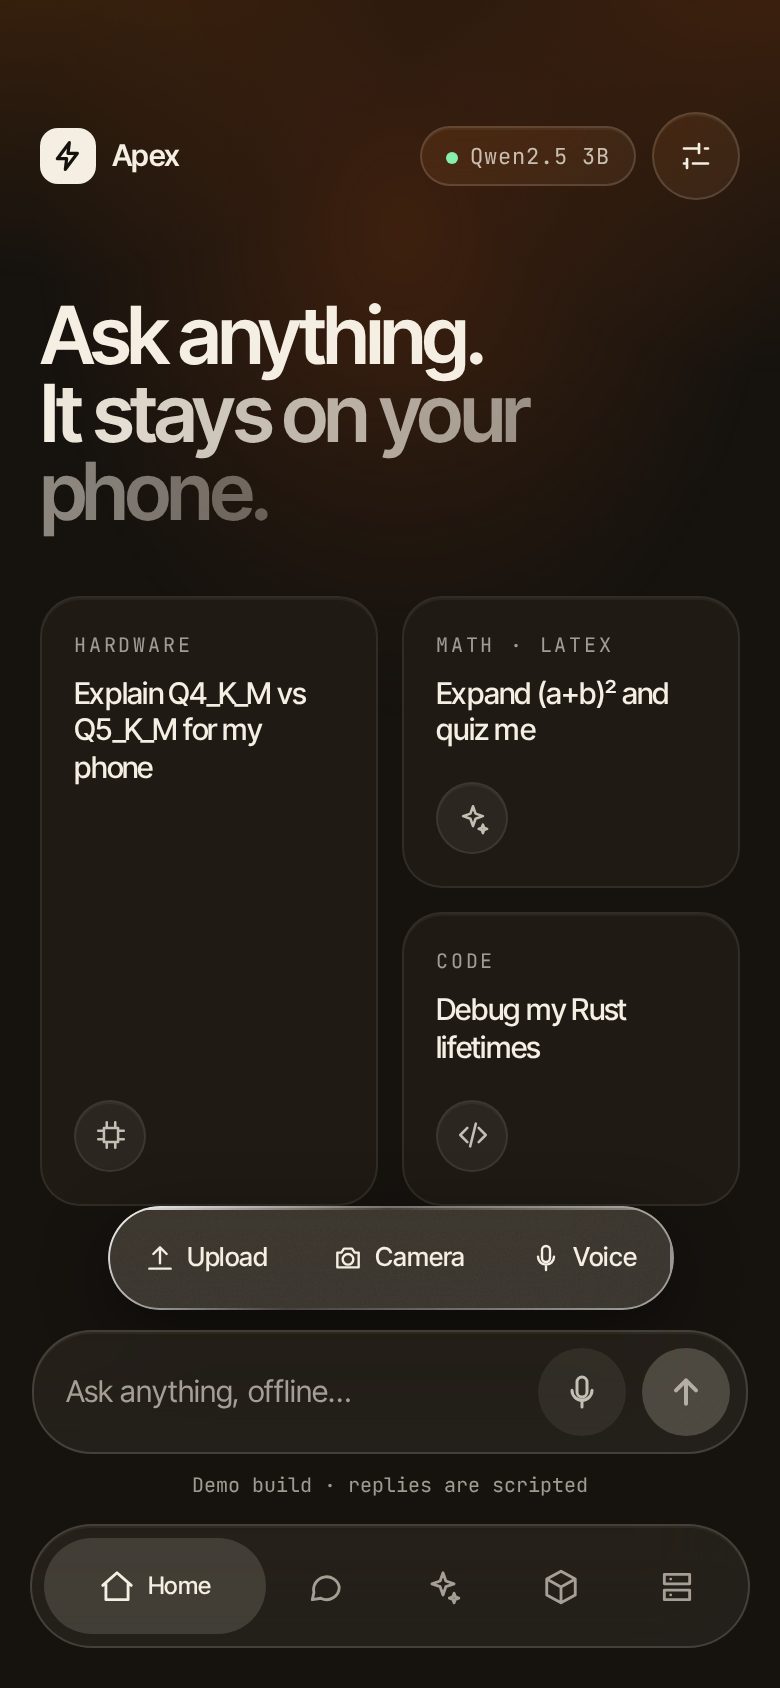 Apex
Qwen2.5 3B
Ask anything.
It stays on your
phone.
HARDWARE
Explain Q4_K_M vs
Q5_K_M for my
phone
MATH · LATEX
Expand (a+b)² and
quiz me
CODE
Debug my Rust
lifetimes
Upload
Camera
Voice
Ask anything, offline...
Demo build · replies are scripted
Home